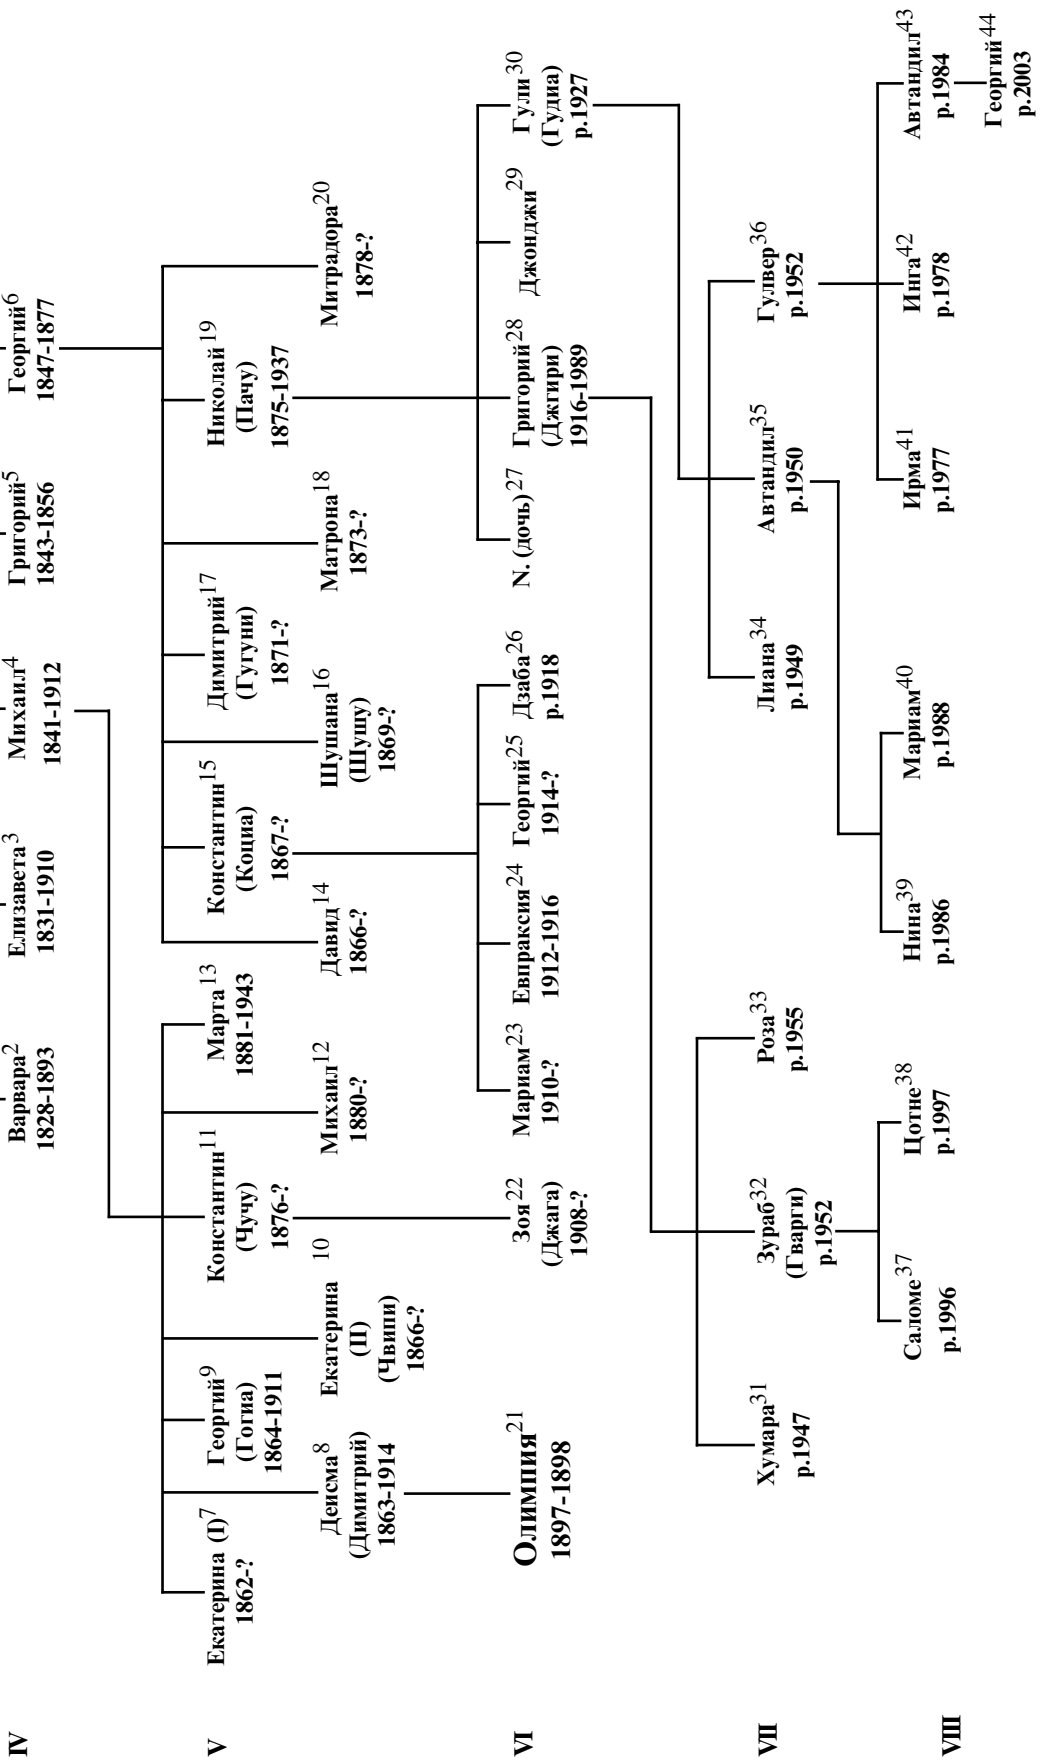 IV
Варвара2
1828-1893
Елизавета3
1831-1910
Михаил4
1841-1912
Григорий5
1843-1856
Георгий6
1847-1877
V
Екатерина (I)7
1862-?
Деисма8
(Димитрий)
1863-1914
Георгий9
(Гогиа)
1864-1911
Екатерина10
(II)
(Чвипи)
1866-?
Константин11
(Чучу)
1876-?
Михаил12
1880-?
Марта13
1881-1943
Давид14
1866-?
Константин15
(Коциа)
1867-?
Шушана16
(Шушу)
1869-?
Димитрий17
(Гугуни)
1871-?
Матрона18
1873-?
Николай19
(Пачу)
1875-1937
Митрадора20
1878-?
VI
Олимпия21
1897-1898
Зоя22
(Джага)
1908-?
Мариам23
1910-?
Евпраксия24
1912-1916
Георгий25
1914-?
Дзаба26
р.1918
N. (дочь)27
Григорий28
(Джгири)
1916-1989
Джонджи29
Гули30
(Гудиа)
р.1927
VII
Хумара31
р.1947
Зураб32
(Гварги)
р.1952
Роза33
р.1955
Лиана34
р.1949
Автандил35
р.1950
Гулвер36
р.1952
VIII
Саломе37
р.1996
Цотне38
р.1997
Нина39
р.1986
Мариам40
р.1988
Ирма41
р.1977
Инга42
р.1978
Автандил43
р.1984
Георгий44
р.2003